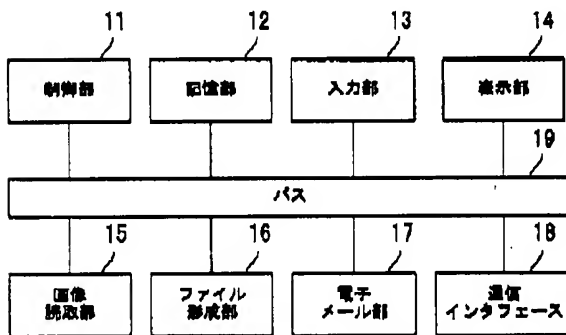 11 12 13 14
制御部 記憶部 入力部 表示部
19
バス
15 16 17 18
画像 ファイル 電子 通信
読取部 形成部 メール部 インタフェース